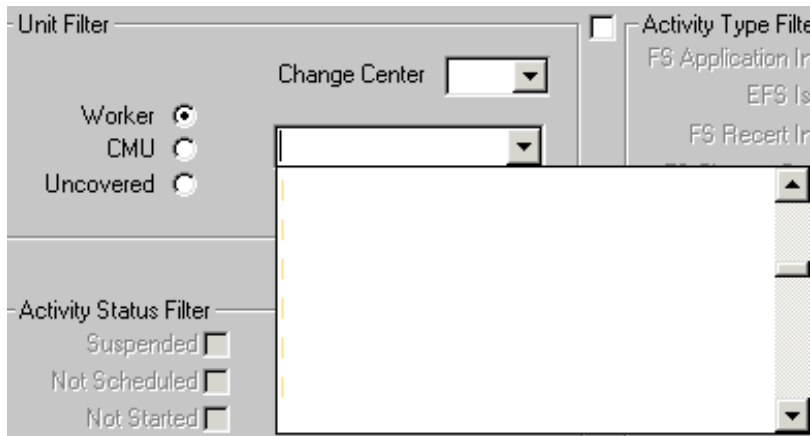 Unit Filter
Activity Type Filte
Change Center
FS Application In
EFS Is
Worker
FS Recert In
CMU
Uncovered
Activity Status Filter
Suspended
Not Scheduled
Not Started